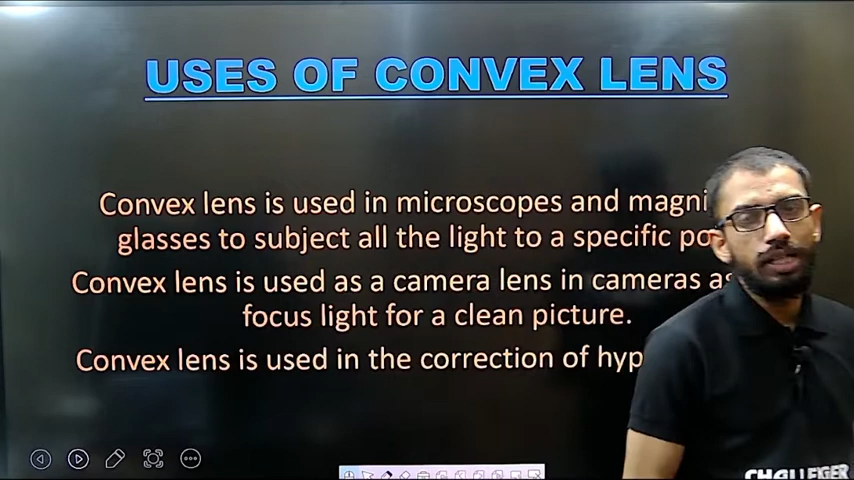 USES OF CONVEX LENS
Convex lens is used in microscopes and magni
glasses to subject all the light to a specific po
Convex lens is used as a camera lens in cameras as
focus light for a clean picture.
Convex lens is used in the correction of hyp
CHALLENGER